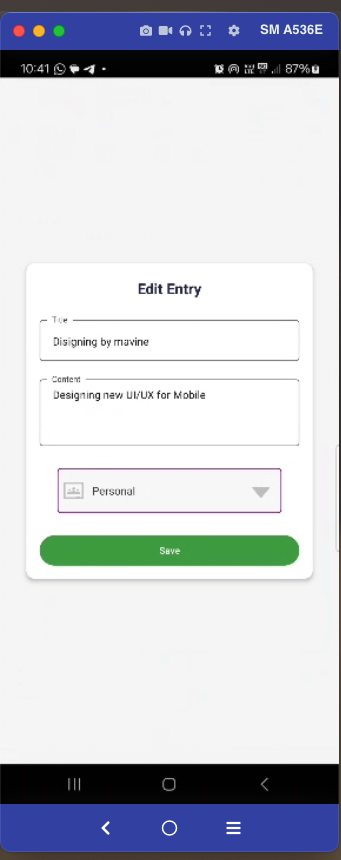 SM A536E
10:41
87%
Edit Entry
Title
Disigning by mavine
Content
Designing new UI/UX for Mobile
Personal
Save